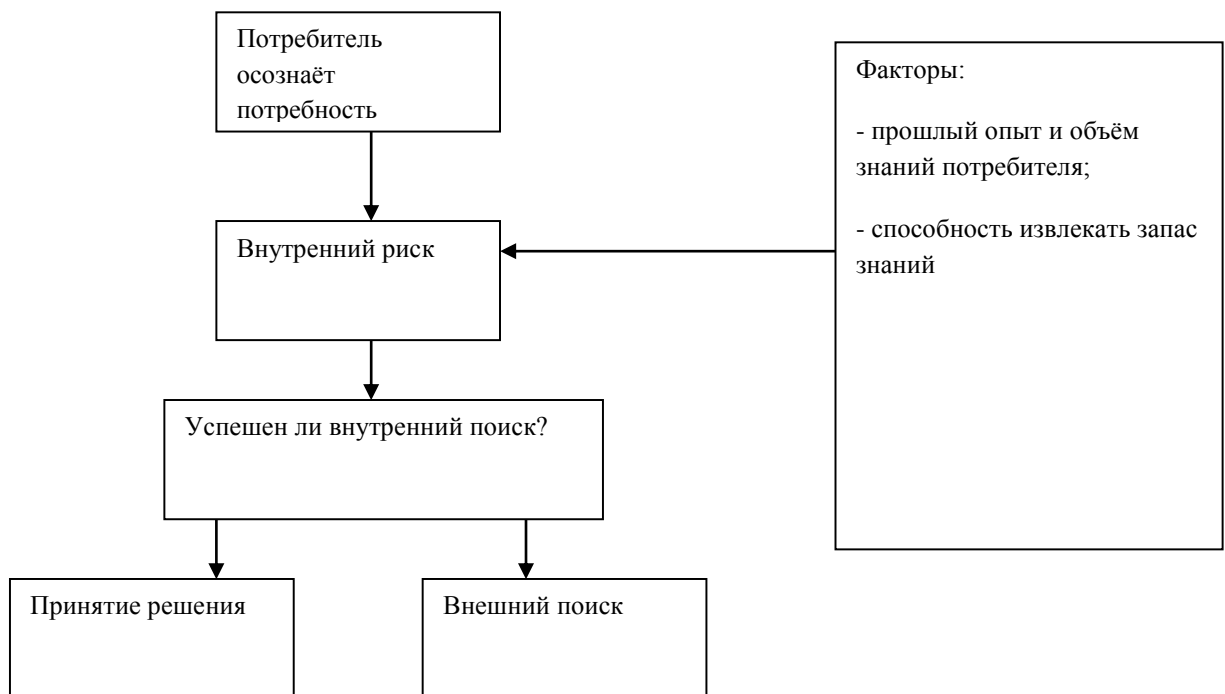 Потребитель
осознаёт
потребность
Факторы:
- прошлый опыт и объём
знаний потребителя;
- способность извлекать запас
знаний
Внутренний риск
Успешен ли внутренний поиск?
Принятие решения
Внешний поиск